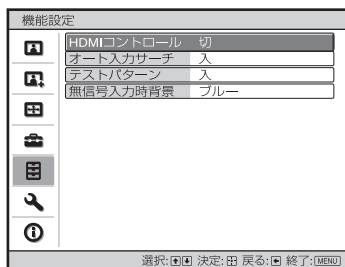 機能設定
HDMIコントロール 切
オート入力サーチ 入
テストパターン 入
無信号入力時背景 ブルー
選択: 決定: 戻る: 終了:MENU